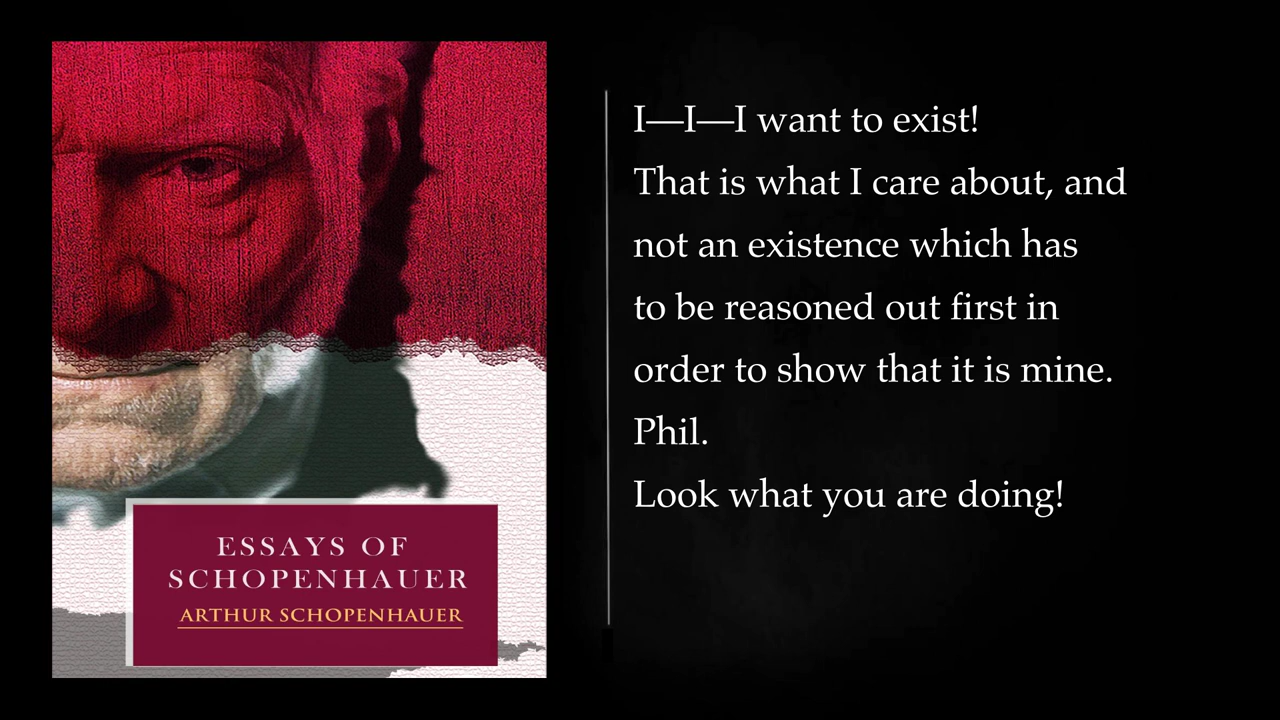 ESSAYS OF
SCHOPENHAUER
ARTHUR SCHOPENHAUER
I—I—I want to exist!
That is what I care about, and
not an existence which has
to be reasoned out first in
order to show that it is mine.
Phil.
Look what you are doing!